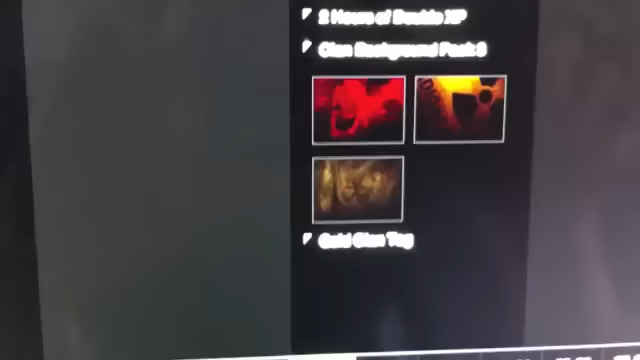 2 Hours of Double XP
Clan Background Pack 3
Gold Clan Tag